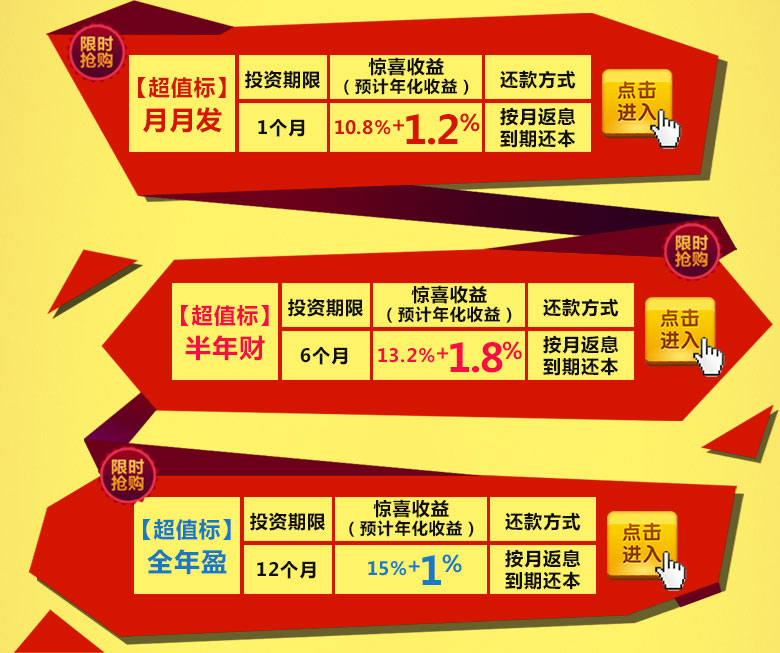 限时
抢购
【超值标】
月月发
投资期限
惊喜收益
（预计年化收益）
还款方式
1个月
10.8%+1.2%
按月返息
到期还本
点击
进入
限时
抢购
【超值标】
半年财
投资期限
惊喜收益
（预计年化收益）
还款方式
6个月
13.2%+1.8%
按月返息
到期还本
点击
进入
限时
抢购
【超值标】
全年盈
投资期限
惊喜收益
（预计年化收益）
还款方式
12个月
15%+1%
按月返息
到期还本
点击
进入